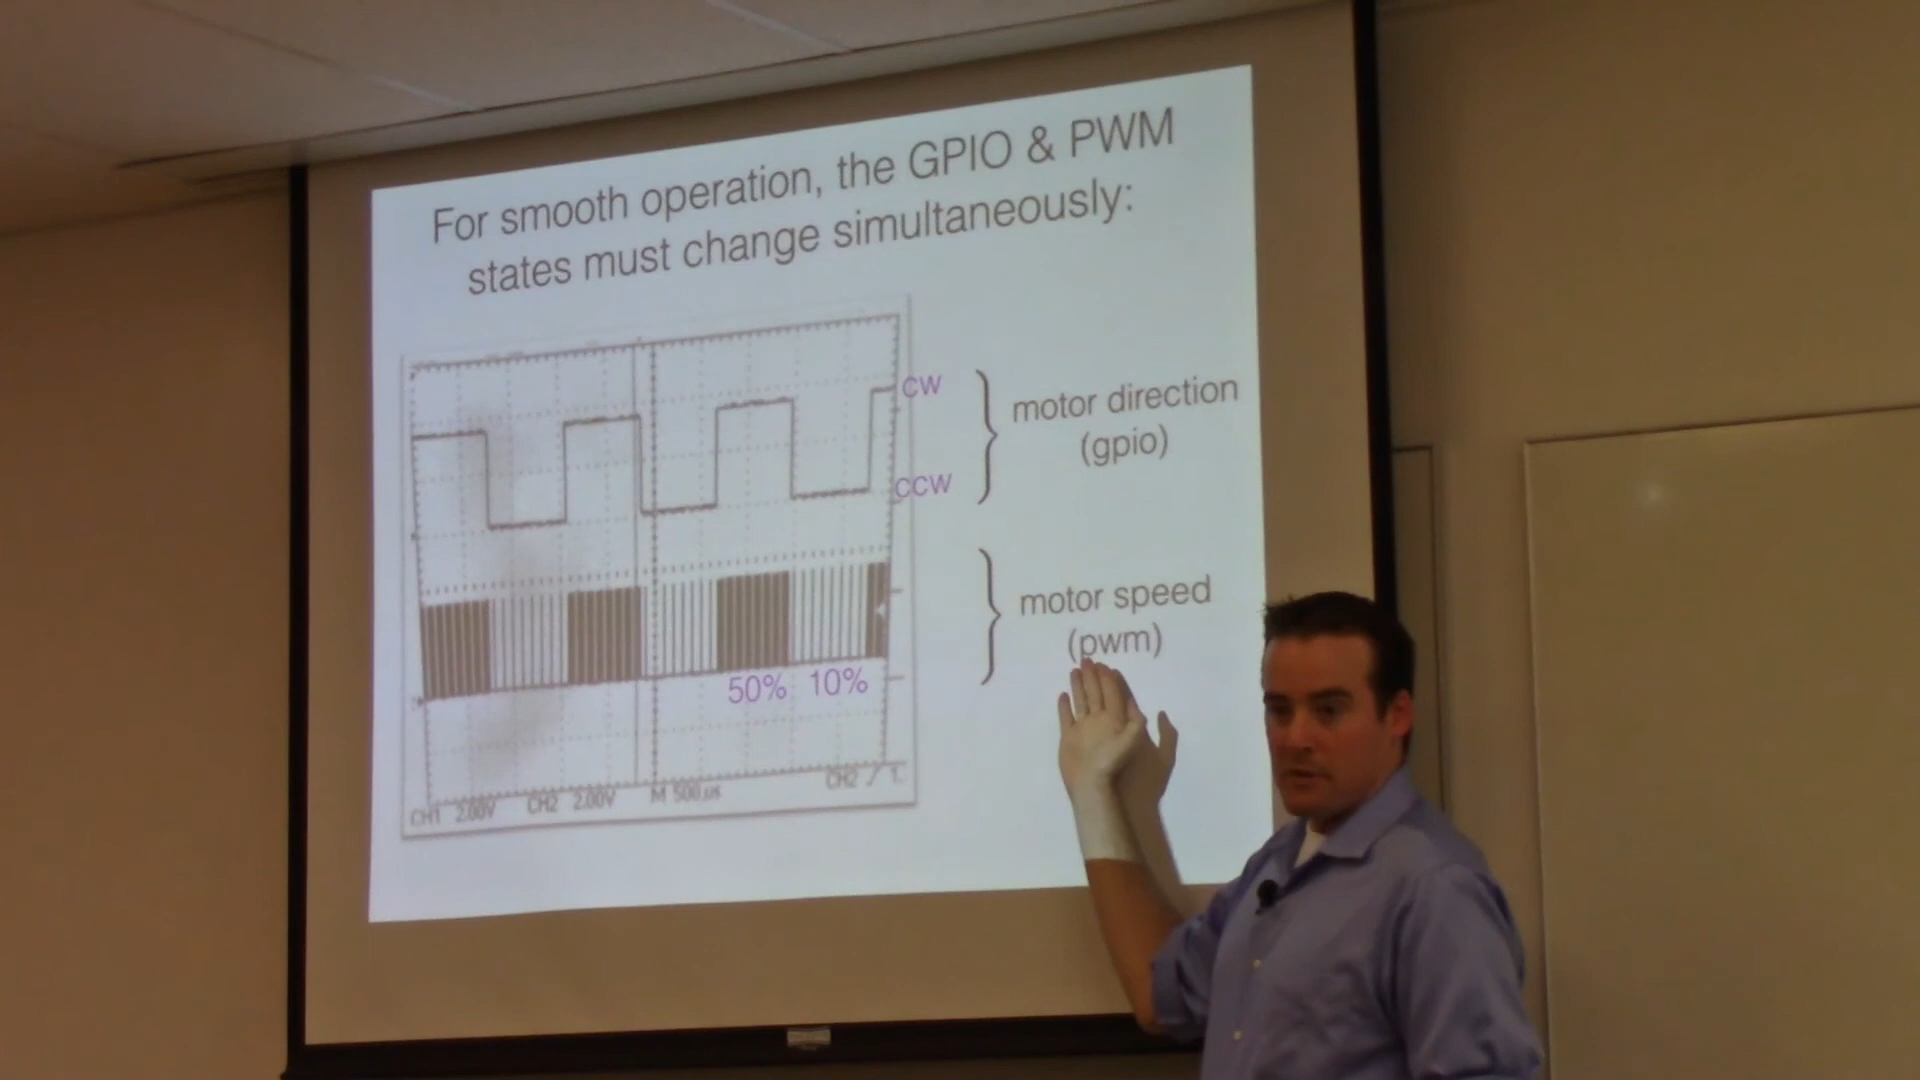 For smooth operation, the GPIO & PWM
states must change simultaneously:
CW
motor direction
(gpio)
CCW
motor speed
(pwm)
50% 10%
CH1 2.00V CH2 2.00V M 500µs CH2